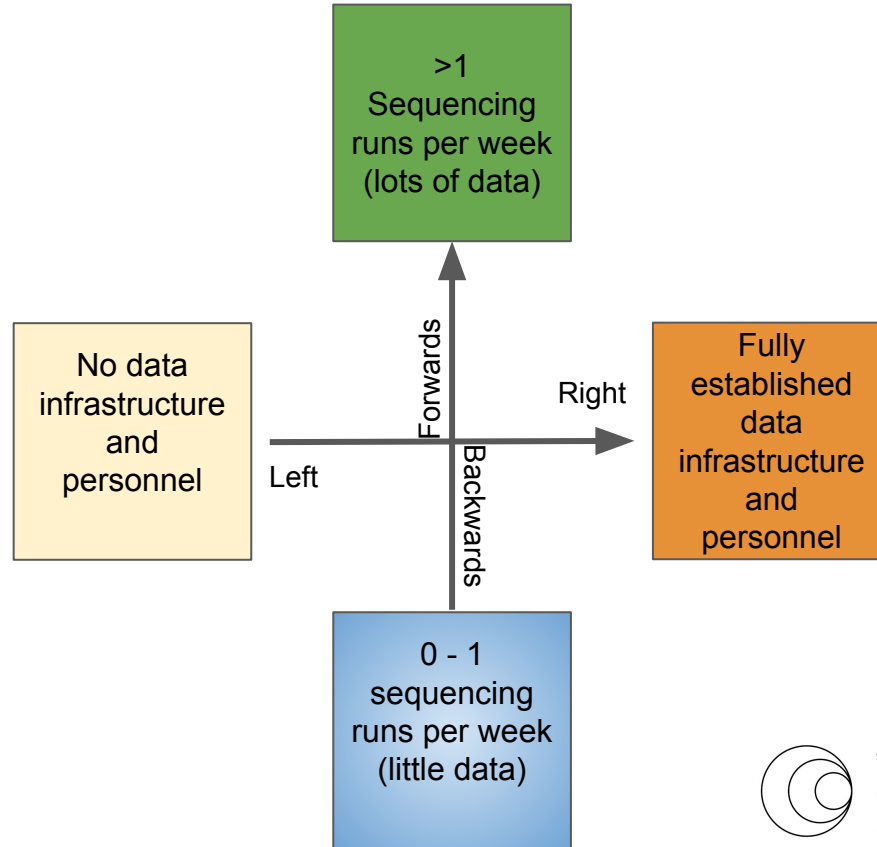 >1
Sequencing
runs per week
(lots of data)
No data
infrastructure
and
personnel
Forwards
Backwards
Left
Right
Fully
established
data
infrastructure
and
personnel
0 - 1
sequencing
runs per week
(little data)